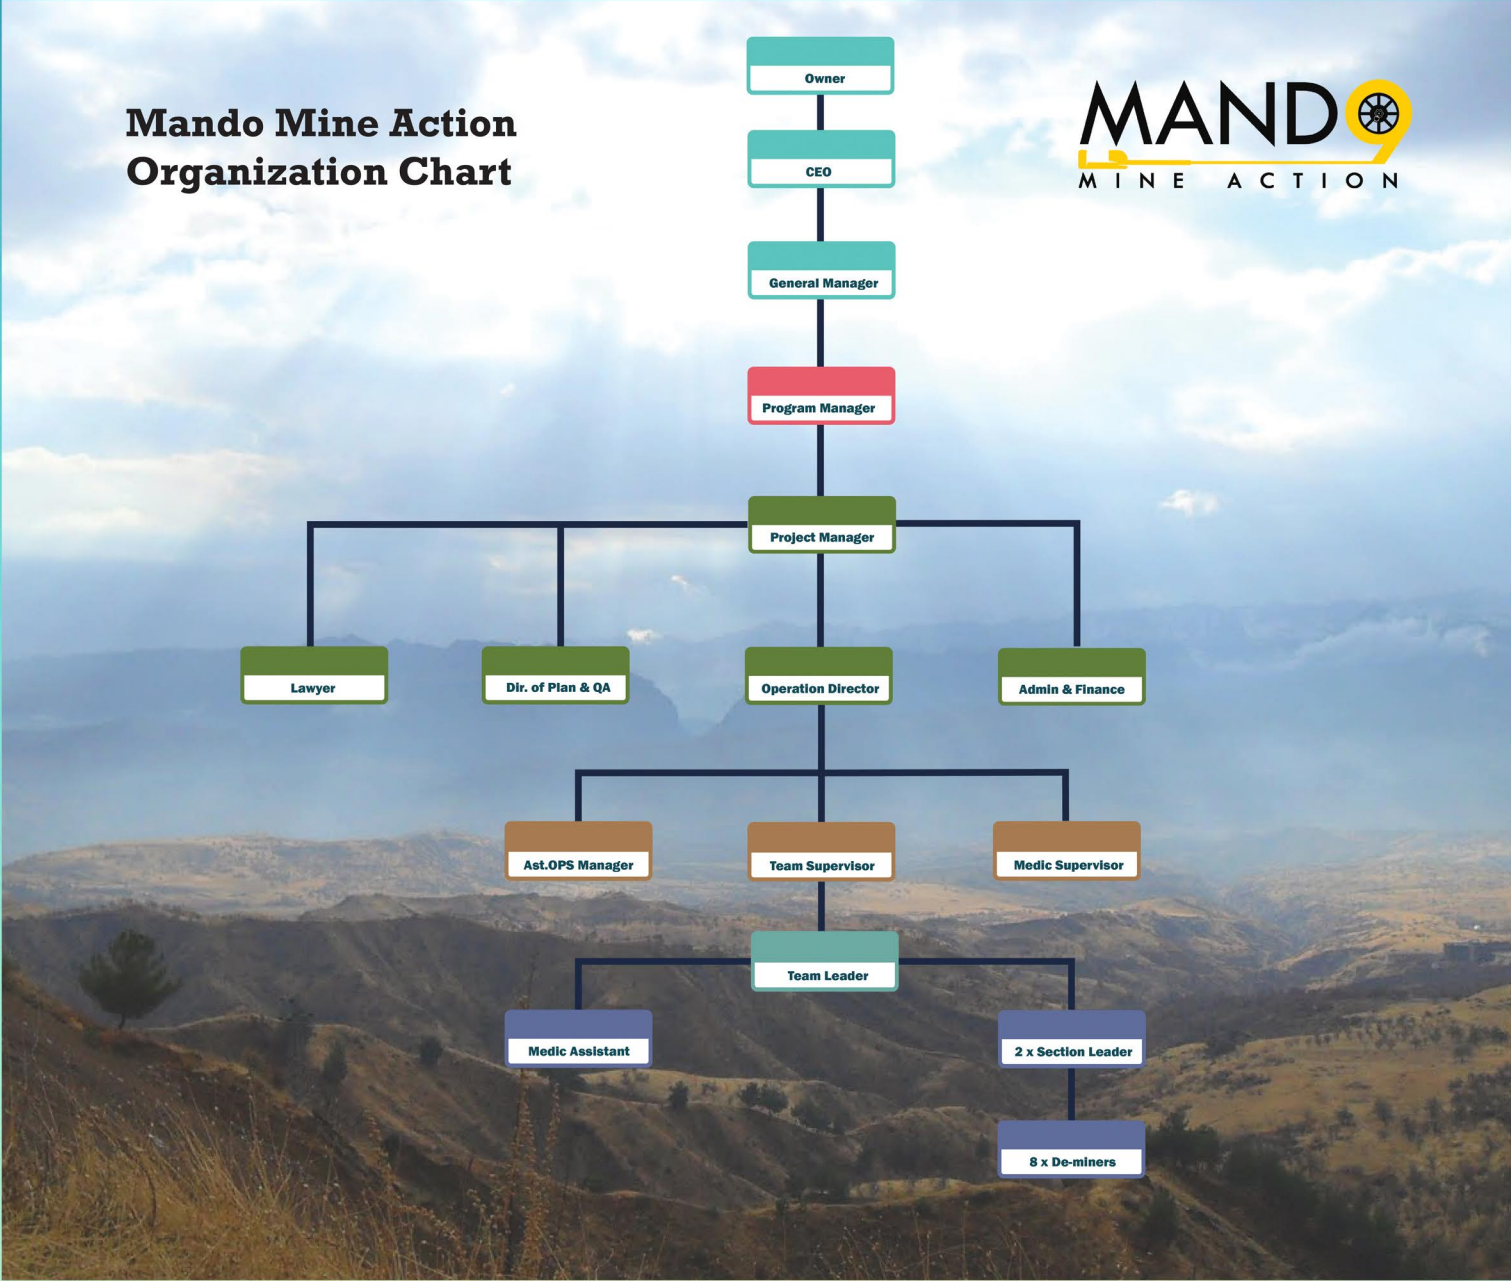 Mando Mine Action
Organization Chart
MANDO
MINE ACTION
Owner
CEO
General Manager
Program Manager
Project Manager
Lawyer
Dir. of Plan & QA
Operation Director
Admin & Finance
Ast.OPS Manager
Team Supervisor
Medic Supervisor
Team Leader
Medic Assistant
2 x Section Leader
8 x De-miners